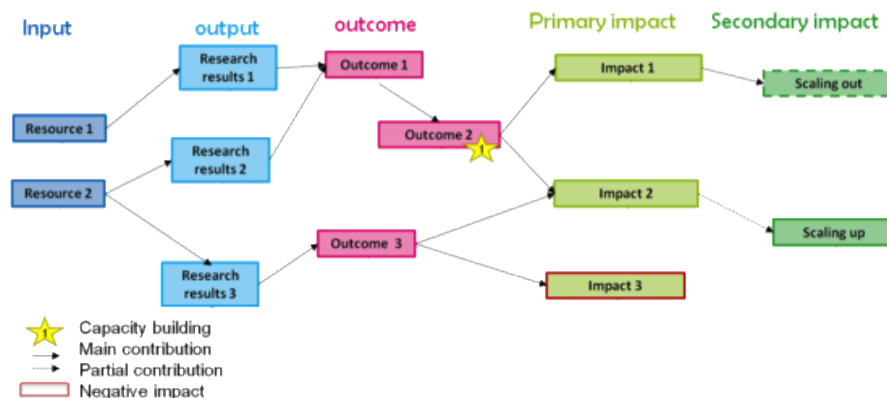 Input
output
outcome
Primary impact
Secondary impact
Research
results 1
Outcome 1
Impact 1
Scaling out
Resource 1
Outcome 2
1
Research
results 2
Resource 2
Impact 2
Outcome 3
Scaling up
Research
results 3
Impact 3
1
Capacity building
Main contribution
Partial contribution
Negative impact